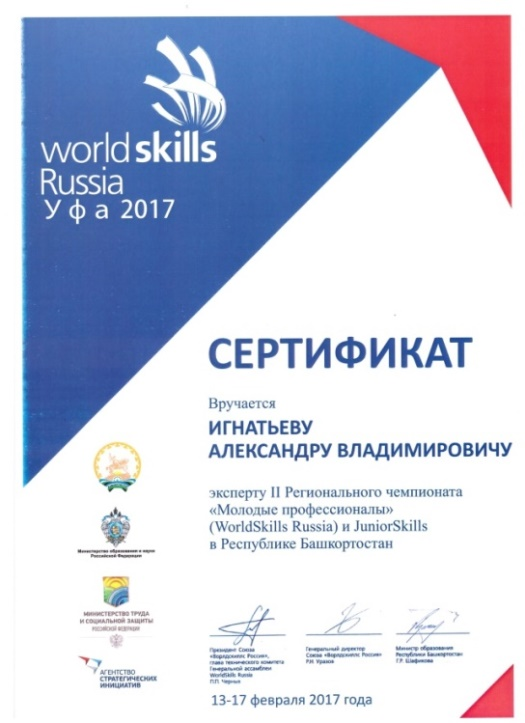 world skills
Russia
Уфа 2017
СЕРТИФИКАТ
Вручается
ИГНАТЬЕВУ
АЛЕКСАНДРУ ВЛАДИМИРОВИЧУ
эксперту II Регионального чемпионата
«Молодые профессионалы»
(WorldSkills Russia) и JuniorSkills
в Республике Башкортостан
Министерство образования и науки
Российской Федерации
МИНИСТЕРСТВО ТРУДА
И СОЦИАЛЬНОЙ ЗАЩИТЫ
РОССИЙСКОЙ ФЕДЕРАЦИИ
АГЕНТСТВО
СТРАТЕГИЧЕСКИХ
ИНИЦИАТИВ
Президент Союза
«Ворлдскиллс Россия»,
глава технического комитета
Генеральной ассамблеи
WorldSkills Russia
П.П. Черных
Генеральный директор
Союза «Ворлдскиллс Россия»
Р.Н. Уразов
Министр образования
Республики Башкортостан
Г.Р. Шафикова
13-17 февраля 2017 года